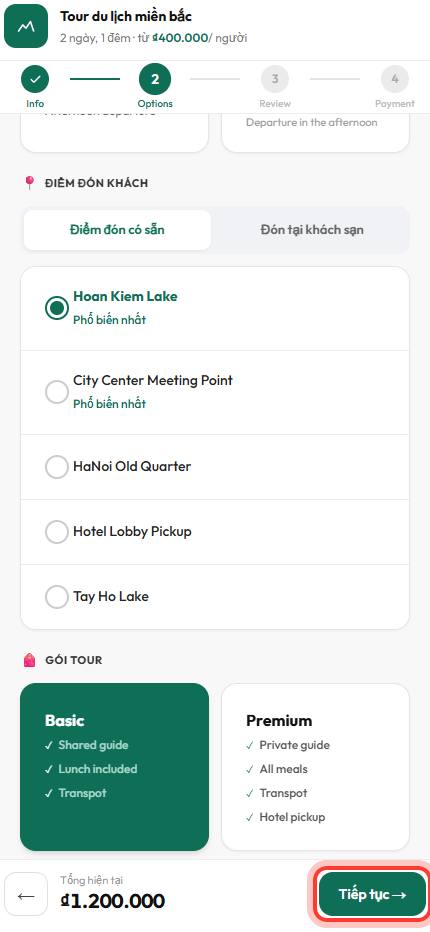 Tour du lịch miền bắc
2 ngày, 1 đêm · từ ₫400.000/ người
2
3
4
Info
Options
Review
Payment
Afternoon departure
Departure in the afternoon
ĐIỂM ĐÓN KHÁCH
Điểm đón có sẵn
Đón tại khách sạn
Hoan Kiem Lake
Phổ biến nhất
City Center Meeting Point
Phổ biến nhất
HaNoi Old Quarter
Hotel Lobby Pickup
Tay Ho Lake
GÓI TOUR
Basic
✓ Shared guide
✓ Lunch included
✓ Transpot
Premium
✓ Private guide
✓ All meals
✓ Transpot
✓ Hotel pickup
←
Tổng hiện tại
₫1.200.000
Tiếp tục →